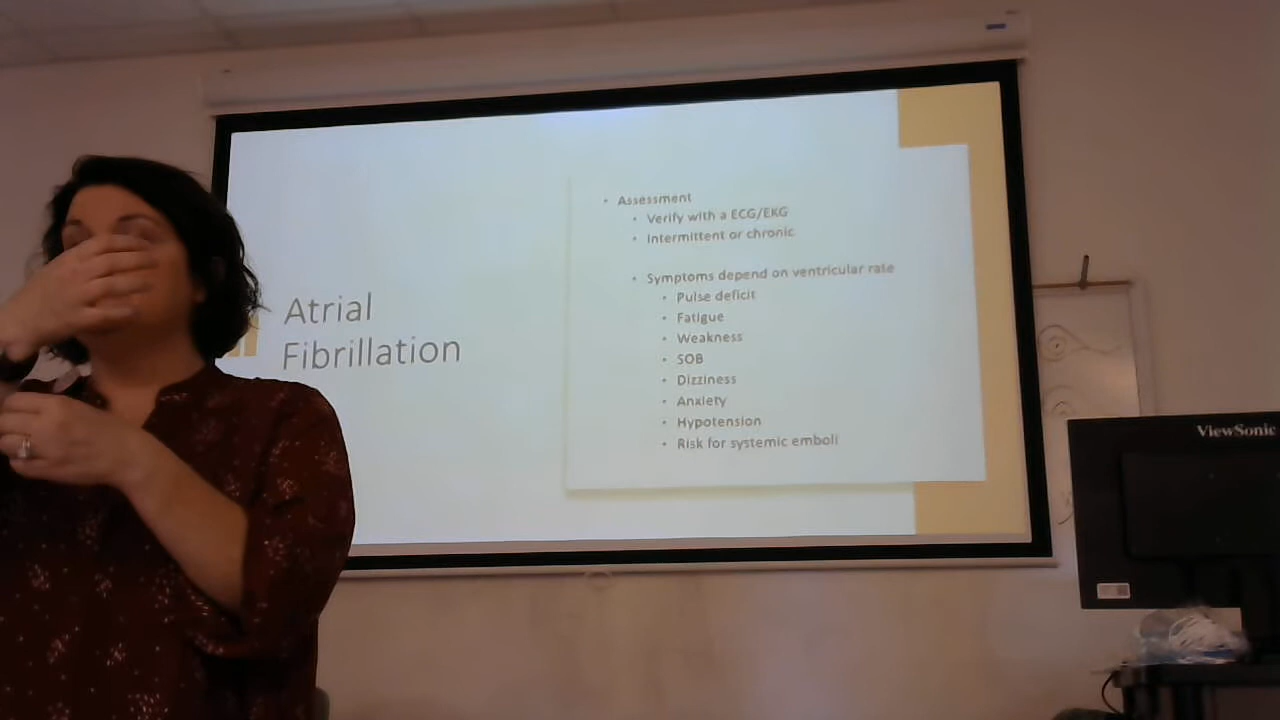 Atrial
Fibrillation
• Assessment
• Verify with a ECG/EKG
• Intermittent or chronic
• Symptoms depend on ventricular rate
• Pulse deficit
• Fatigue
• Weakness
• SOB
• Dizziness
• Anxiety
• Hypotension
• Risk for systemic emboli
ViewSonic